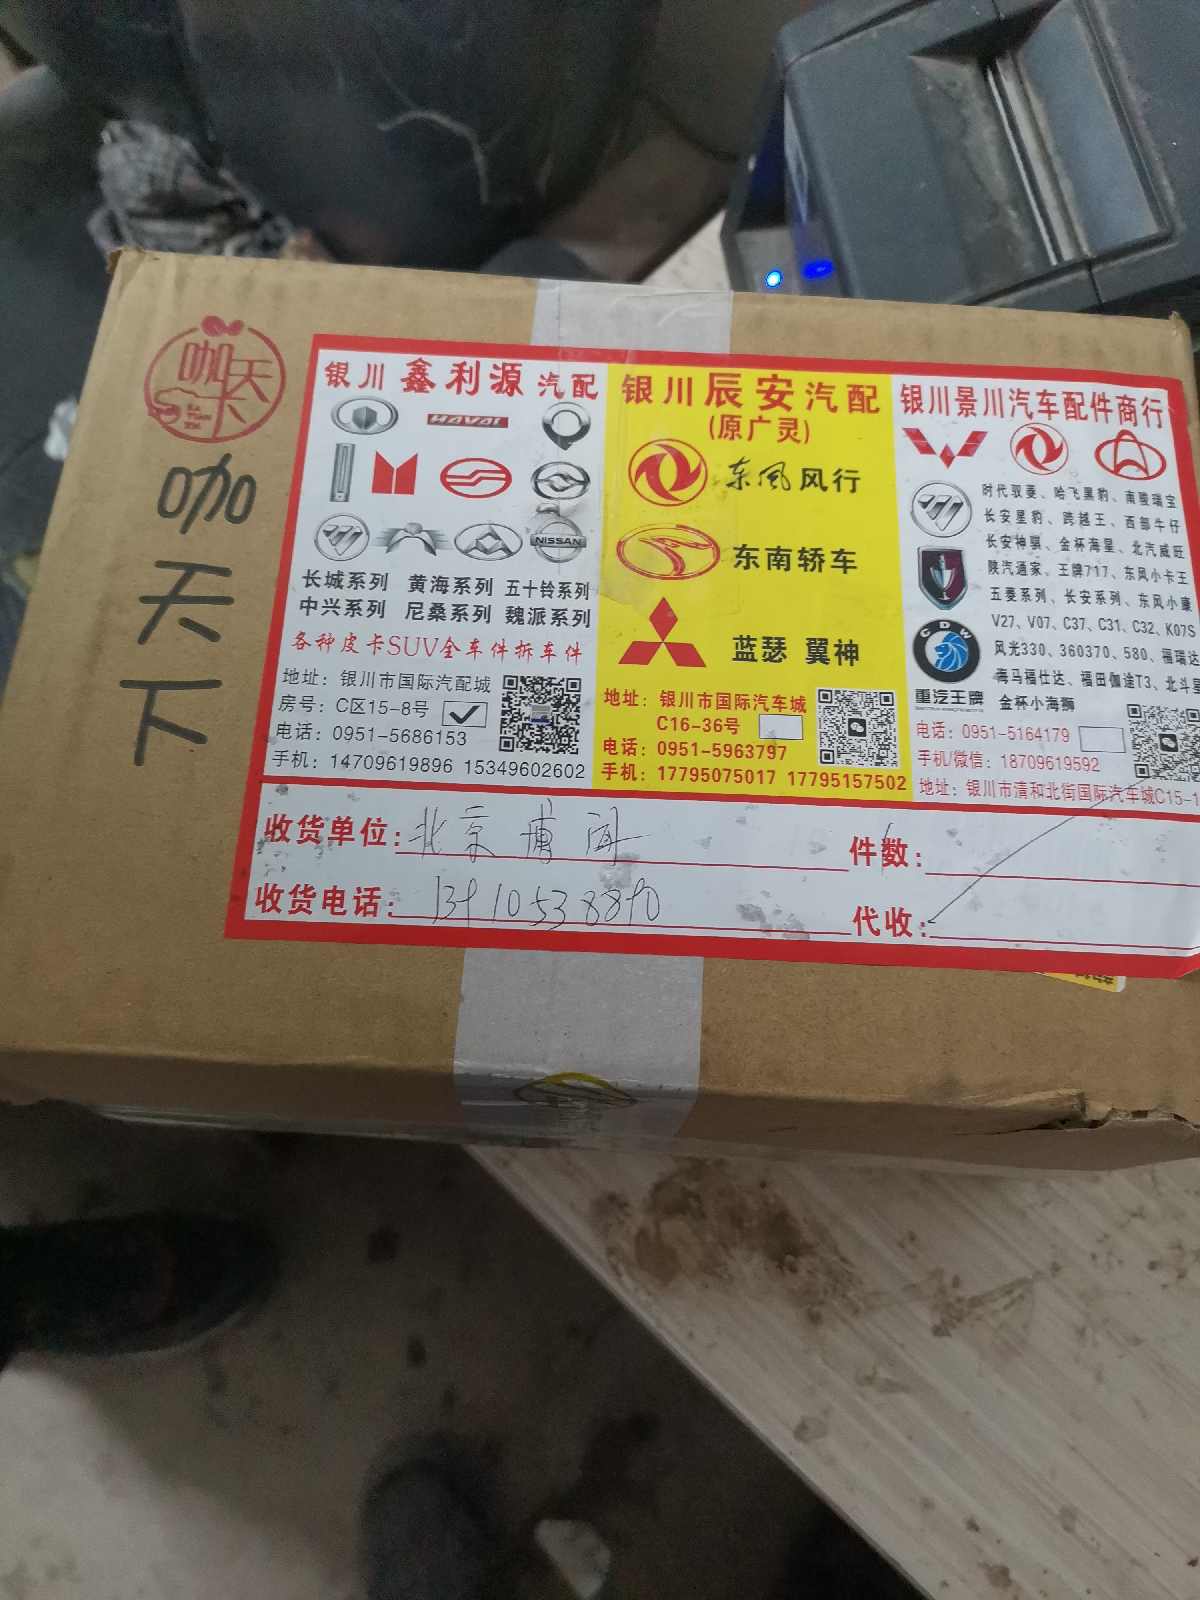 咖天卡
咖
天
下
银川 鑫利源 汽配
HAVAL
NISSAN
长城系列 黄海系列 五十铃系列
中兴系列 尼桑系列 魏派系列
各种皮卡SUV全车件拆车件
地址：银川市国际汽配城
房号：C区15-8号
电话：0951-5686153
手机：14709619896 15349602602
银川辰安汽配
(原广灵)
东风风行
东南轿车
蓝瑟 翼神
地址：银川市国际汽车城
C16-36号
电话：0951-5963797
手机：17795075017 17795157502
银川景川汽车配件商行
时代驭菱、哈飞黑豹、南骏瑞宝
长安星豹、跨越王、西部牛仔
长安神骐、金杯海星、北汽威旺
陕汽通家、王牌717、东风小卡王
五菱系列、长安系列、东风小康
V27、V07、C37、C31、C32、K07S
风光330、360370、580、福瑞达
海马福仕达、福田伽途T3、北斗星
金杯小海狮
CDW
重汽王牌
电话：0951-5164179
手机/微信：18709619592
地址：银川市清和北街国际汽车城C15-1
收货单位：北京博闻
件数：
收货电话：
代收：